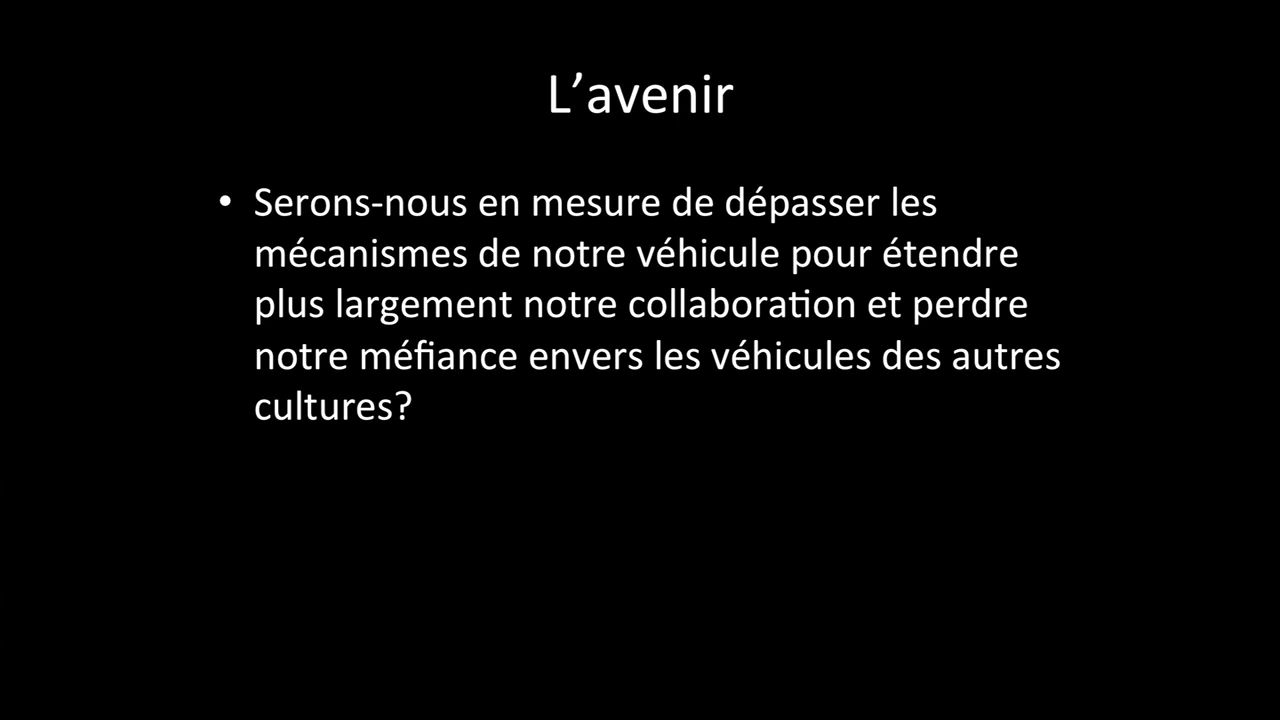 L’avenir
• Serons-nous en mesure de dépasser les
mécanismes de notre véhicule pour étendre
plus largement notre collaboration et perdre
notre méfiance envers les véhicules des autres
cultures?